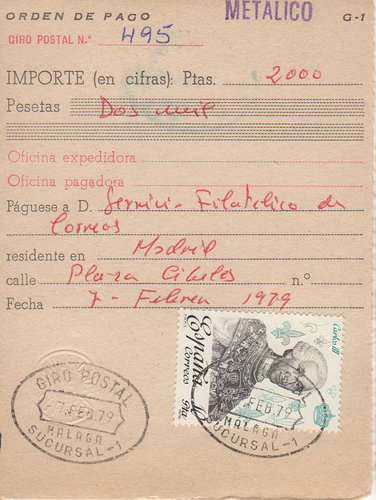 METALICO
ORDEN DE PAGO G-1
GIRO POSTAL N.º 495
IMPORTE (en cifras): Ptas. 2000
Pesetas Dos mil
Oficina expedidora
Oficina pagadora
Páguese a D. Servicio Filatelico de
Correos
residente en Madrid
calle Plaza Cibeles n.º
Fecha 7 - Febrero 1979
Carlos III
España
Correos
5 Pta
GIRO POSTAL
-7.FEB.79
MALAGA
SUCURSAL-1
FEB.79
MALAGA
SUCURSAL-1